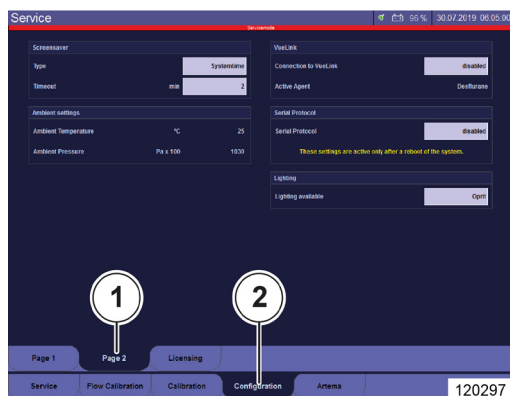 Service 96 % 30.07.2019 06.05.00
Servicemode
Screensaver
Type Systemtime
Timeout min 2
Ambient settings
Ambient Temperature °C 25
Ambient Pressure Pa x 100 1030
VueLink
Connection to VueLink disabled
Active Agent Desflurane
Serial Protocol
Serial Protocol disabled
These settings are active only after a reboot of the system.
Lighting
Lighting available Oprit
1 2
Page 1 Page 2 Licensing
Service Flow Calibration Calibration Configuration Artema
120297